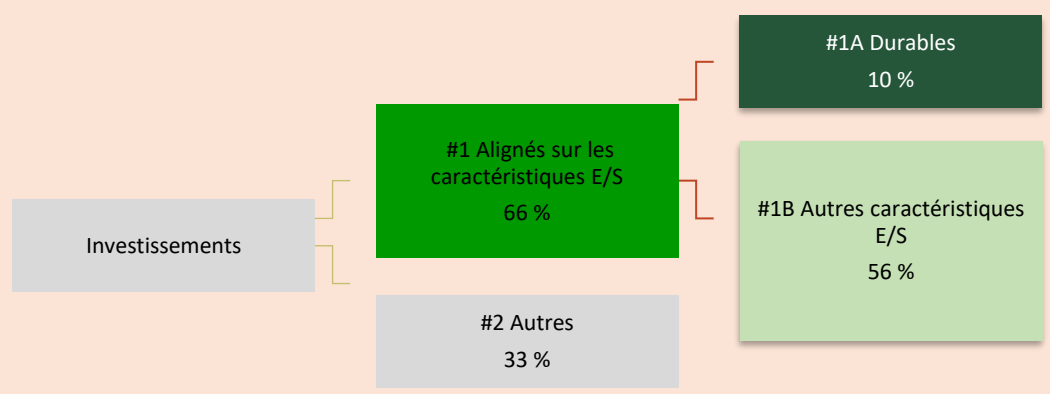 Investissements
#1 Alignés sur les
caractéristiques E/S
66 %
#2 Autres
33 %
#1A Durables
10 %
#1B Autres caractéristiques
E/S
56 %